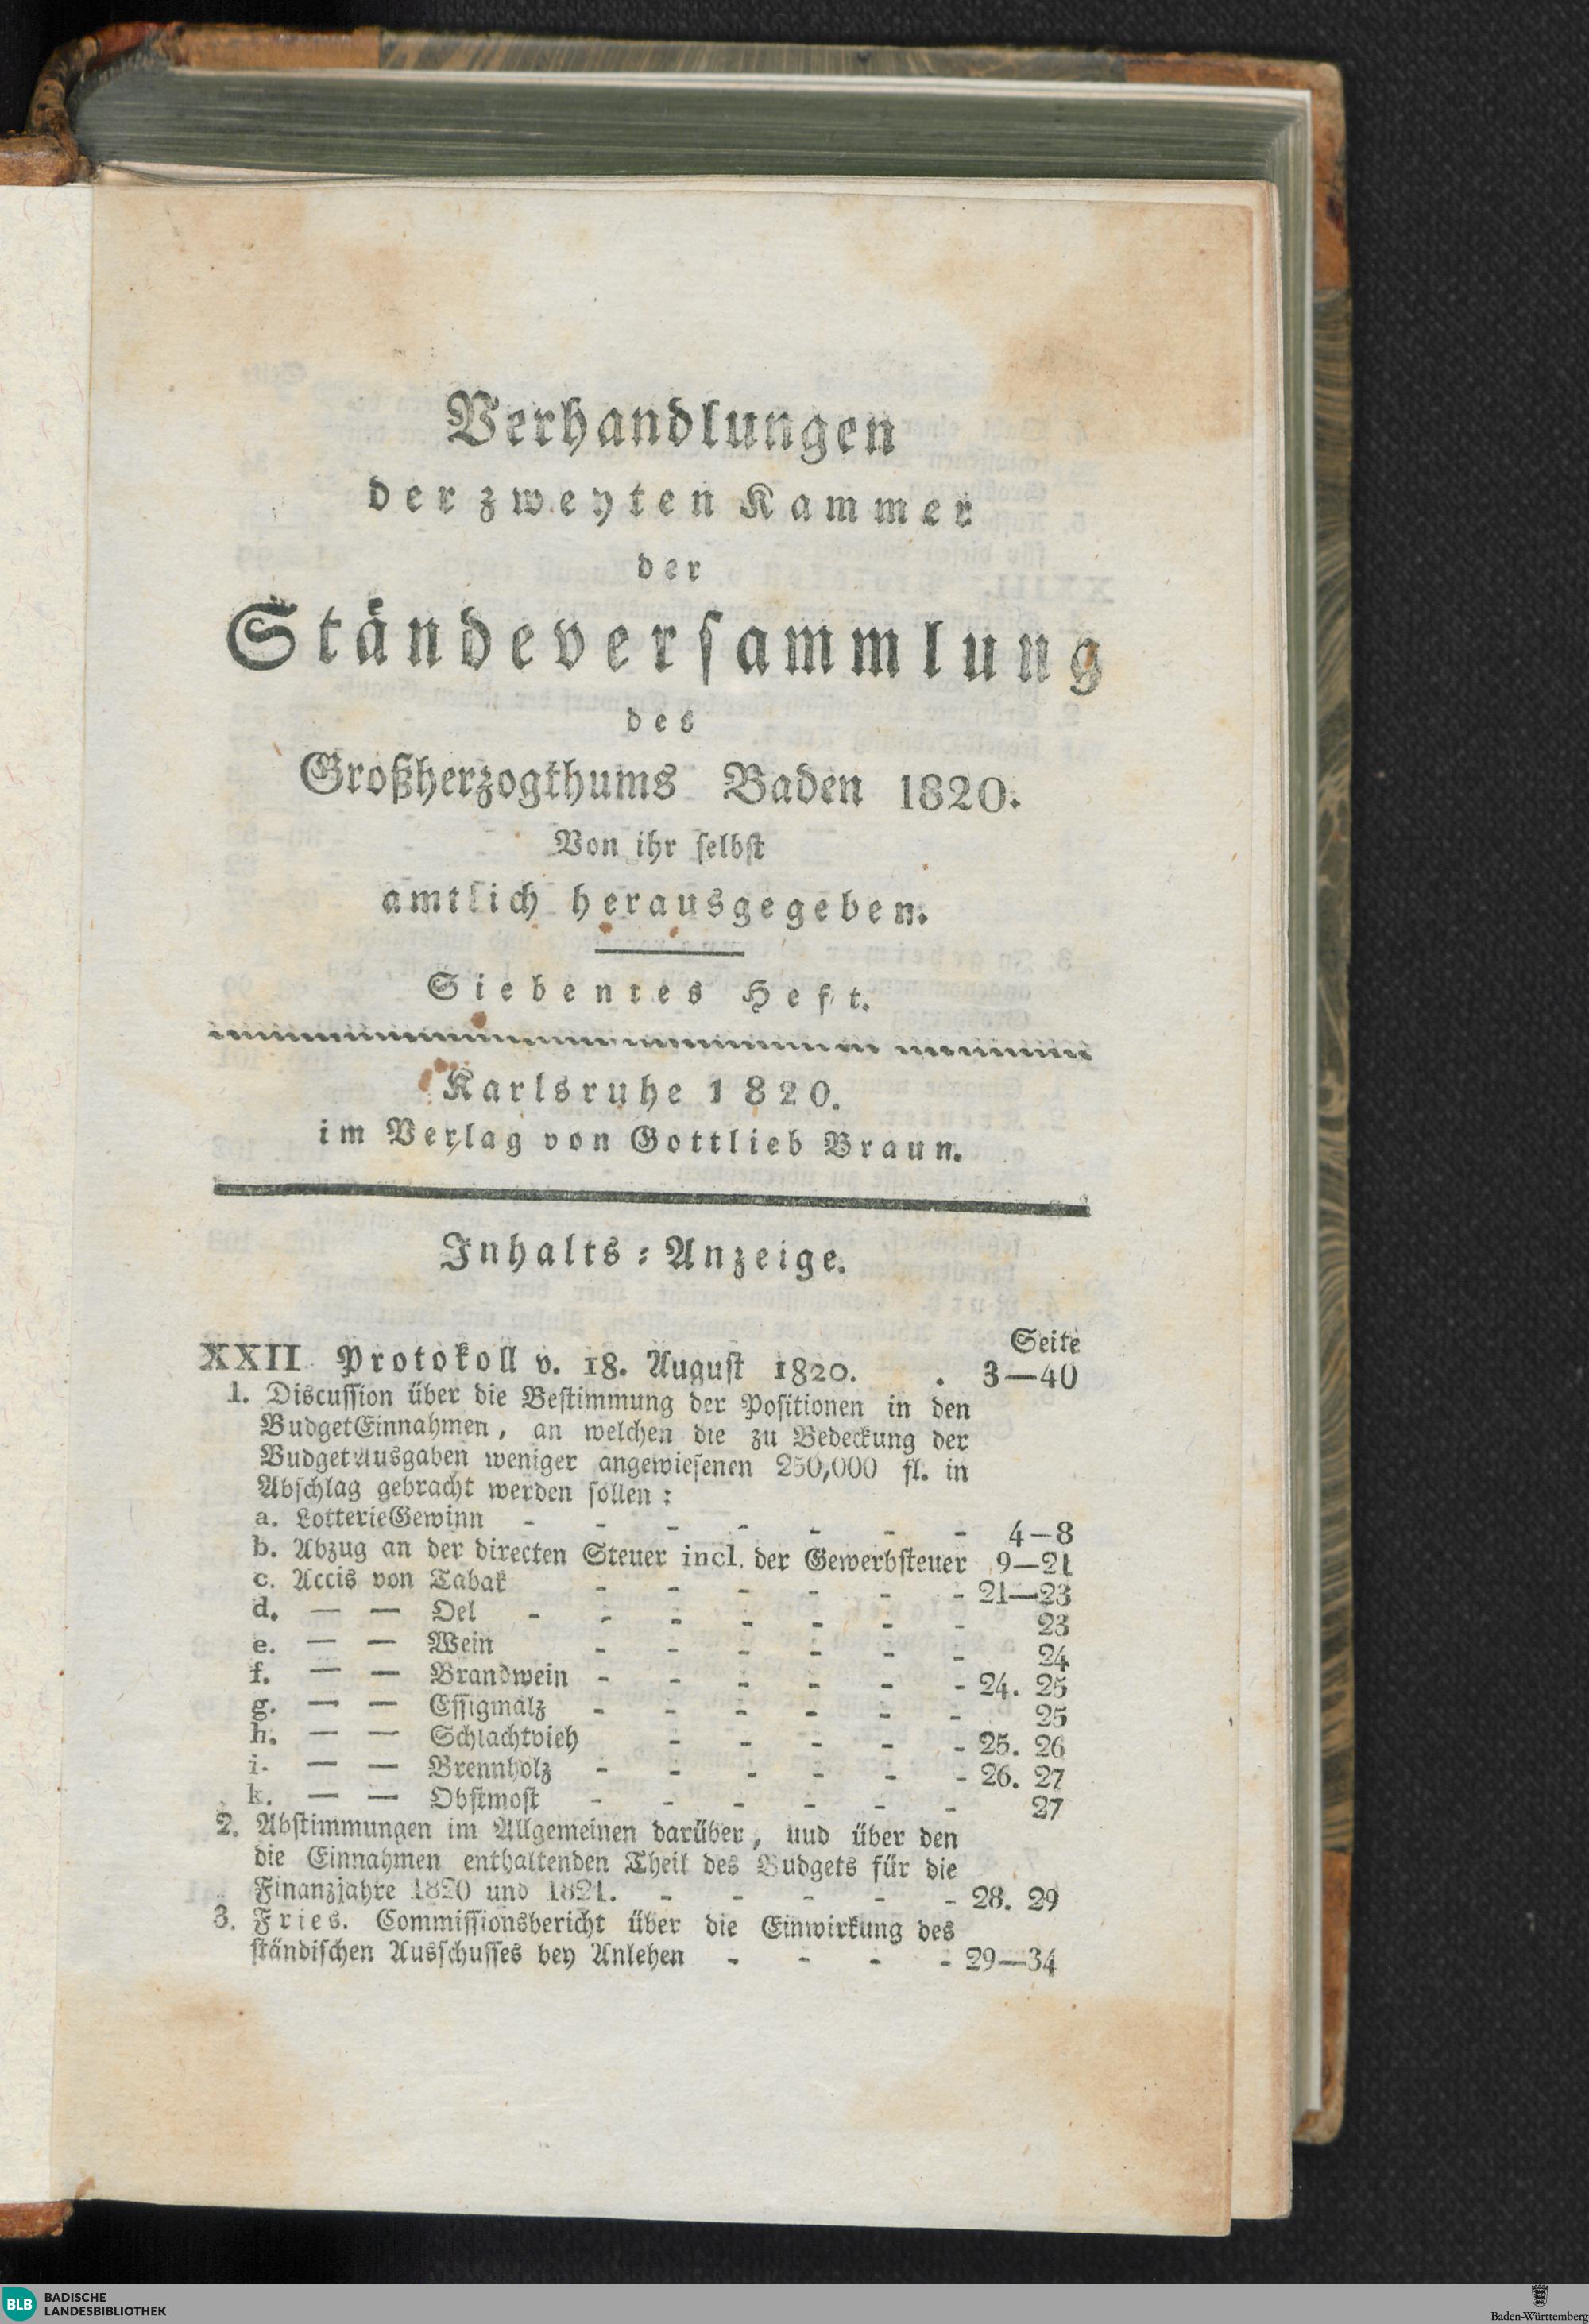 Verhandlungen
der zweyten Kammer
der
Ständeversammlung
des
Großherzogthums Baden 1820.
Von ihr selbst
amtlich herausgegeben.
Siebentes Heft.
Karlsruhe 1820.
im Verlag von Gottlieb Braun.
Inhalts-Anzeige.
Seite
XXII Protokoll v. 18. August 1820. . 3—40
1. Discussion über die Bestimmung der Positionen in den
BudgetEinnahmen, an welchen die zu Bedeckung der
BudgetAusgaben weniger angewiesenen 250,000 fl. in
Abschlag gebracht werden sollen:
a. LotterieGewinn - - - - - - - 4—8
b. Abzug an der directen Steuer incl. der Gewerbsteuer 9—21
c. Accis von Tabak - - - - - - 21—23
d. — — Oel - - - - - - - 23
e. — — Wein - - - - - - 24
f. — — Brandwein - - - - - - 24. 25
g. — — Essigmalz - - - - - - 25
h. — — Schlachtvieh - - - - - 25. 26
i. — — Brennholz - - - - - - 26. 27
k. — — Obstmost - - - - - - 27
2. Abstimmungen im Allgemeinen darüber, uud über den
die Einnahmen enthaltenden Theil des Budgets für die
Finanzjahre 1820 und 1821. - - - - - 28. 29
3. Fries. Commissionsbericht über die Einwirkung des
ständischen Ausschusses bey Anlehen - - - - 29—34
BLB BADISCHE
LANDESBIBLIOTHEK
Baden-Württemberg